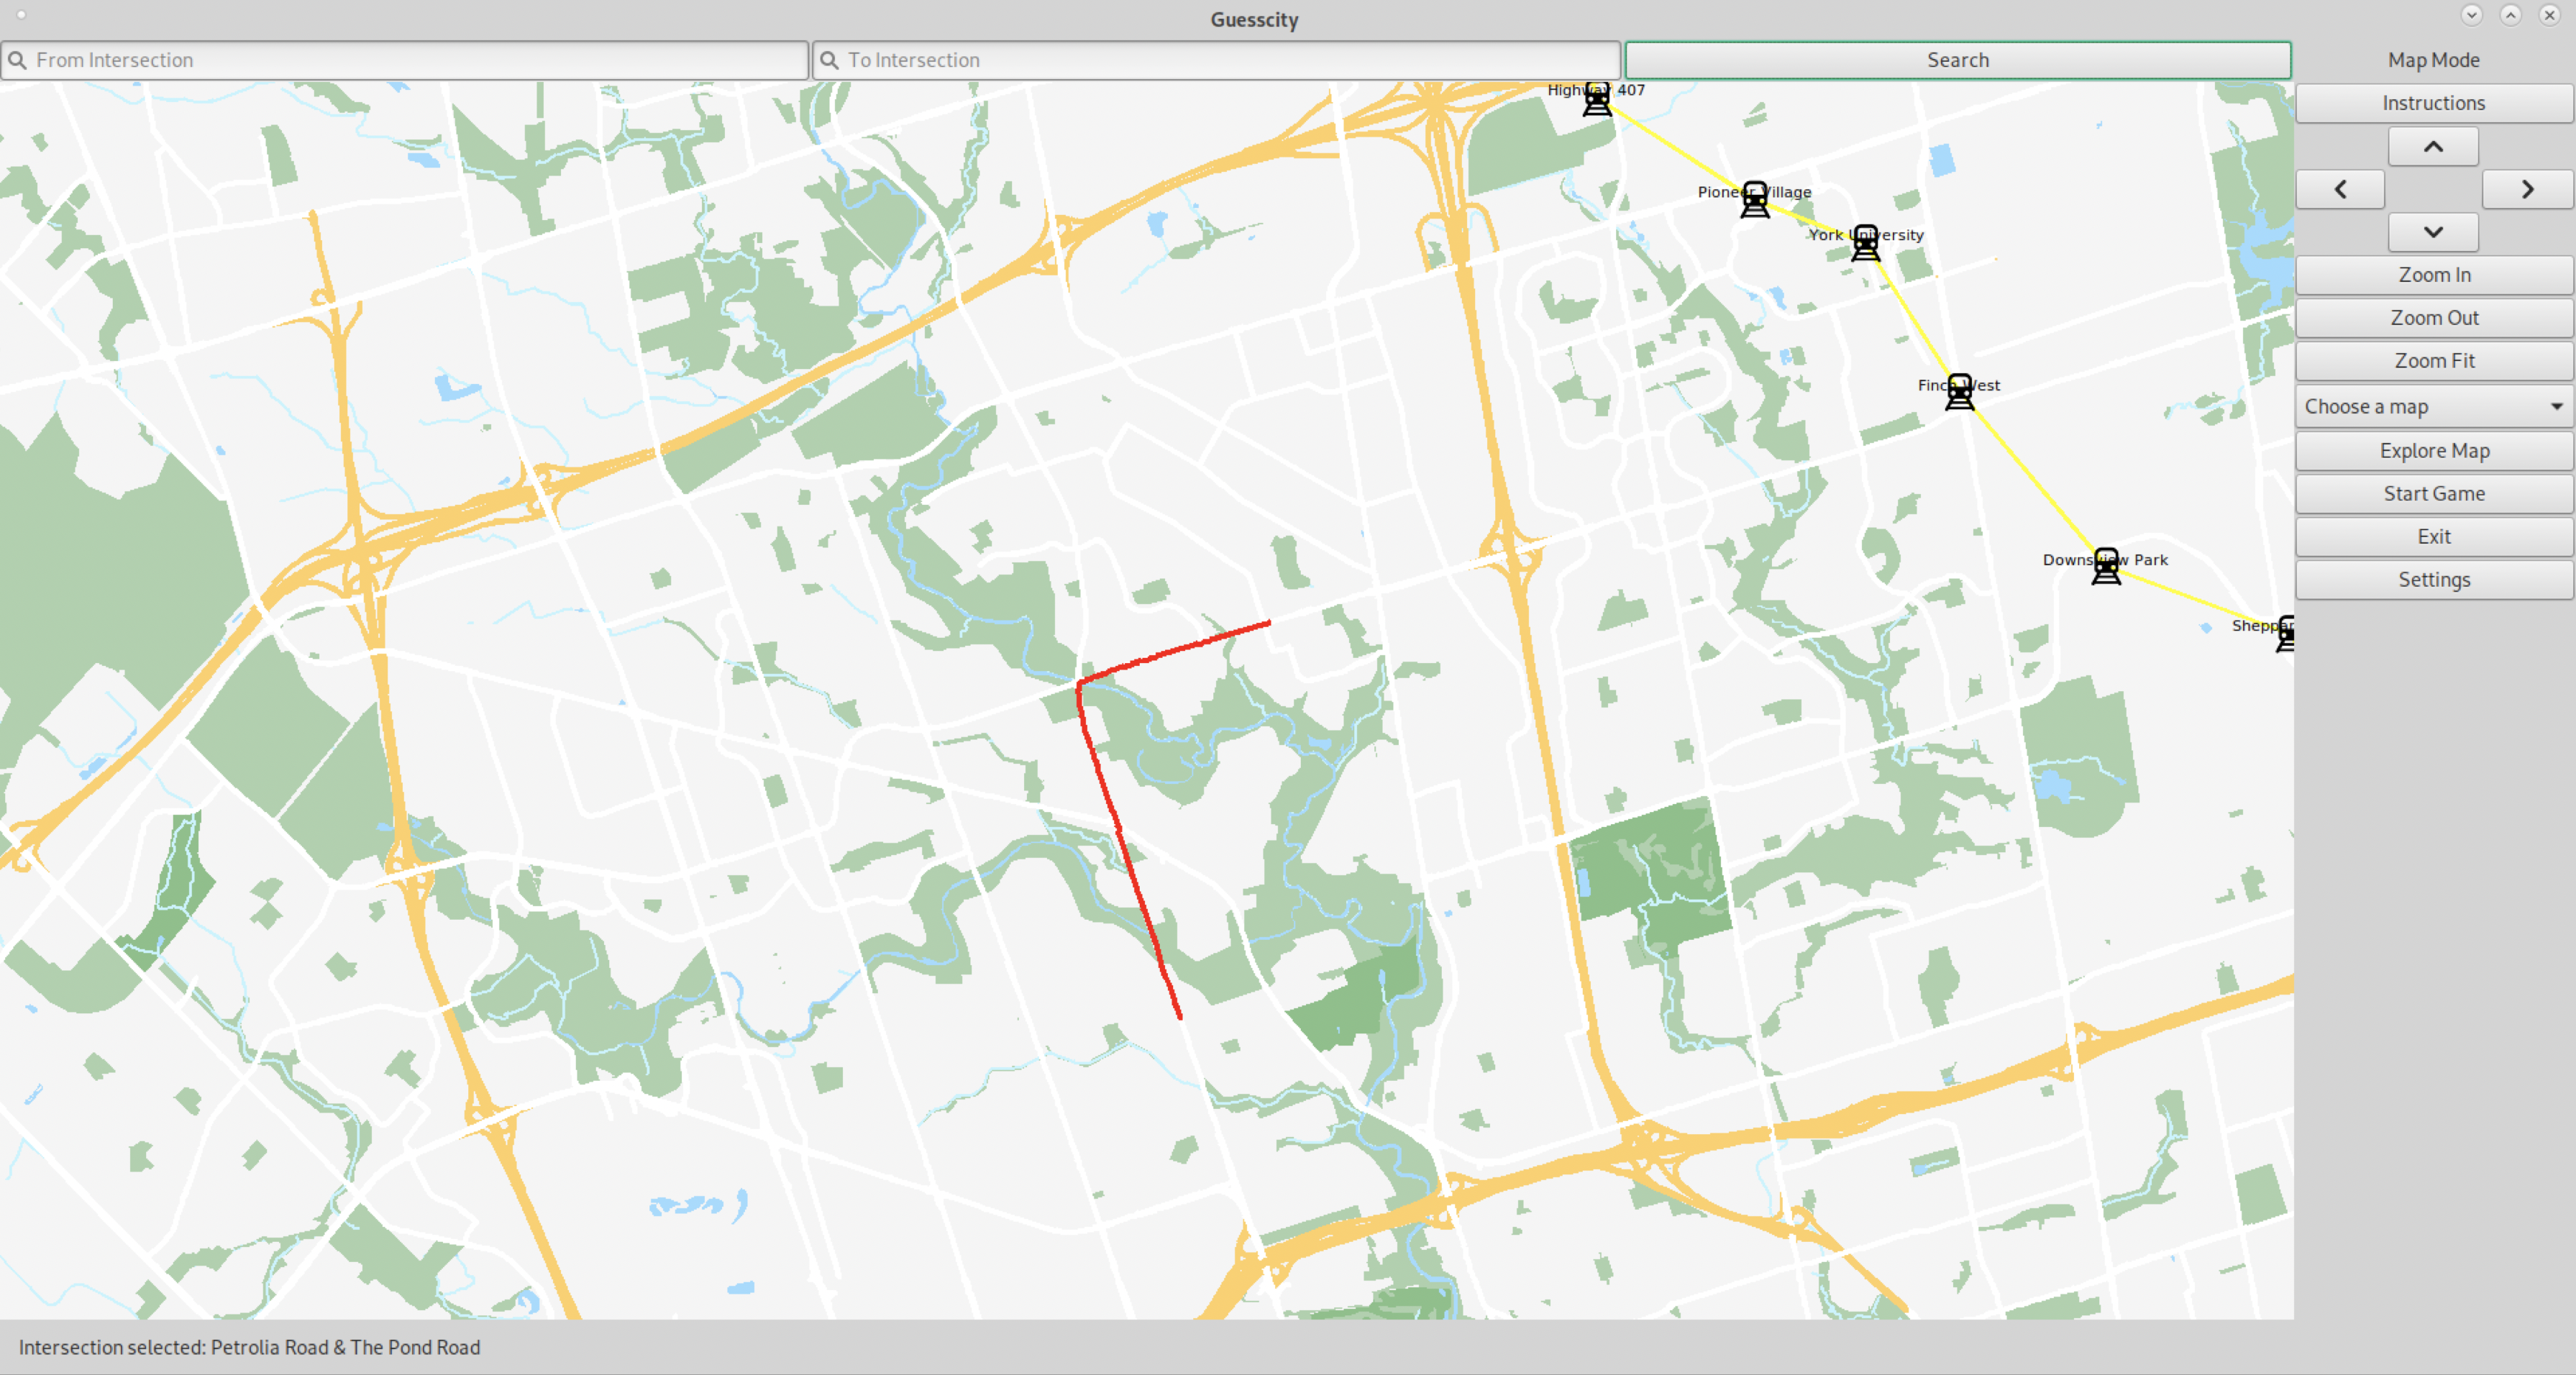 Guesscity
From Intersection
To Intersection
Search
Map Mode
Instructions
Zoom In
Zoom Out
Zoom Fit
Choose a map
Explore Map
Start Game
Exit
Settings
Highway 407
Pioneer Village
York University
Finch West
Downsview Park
Sheppar
Intersection selected: Petrolia Road & The Pond Road